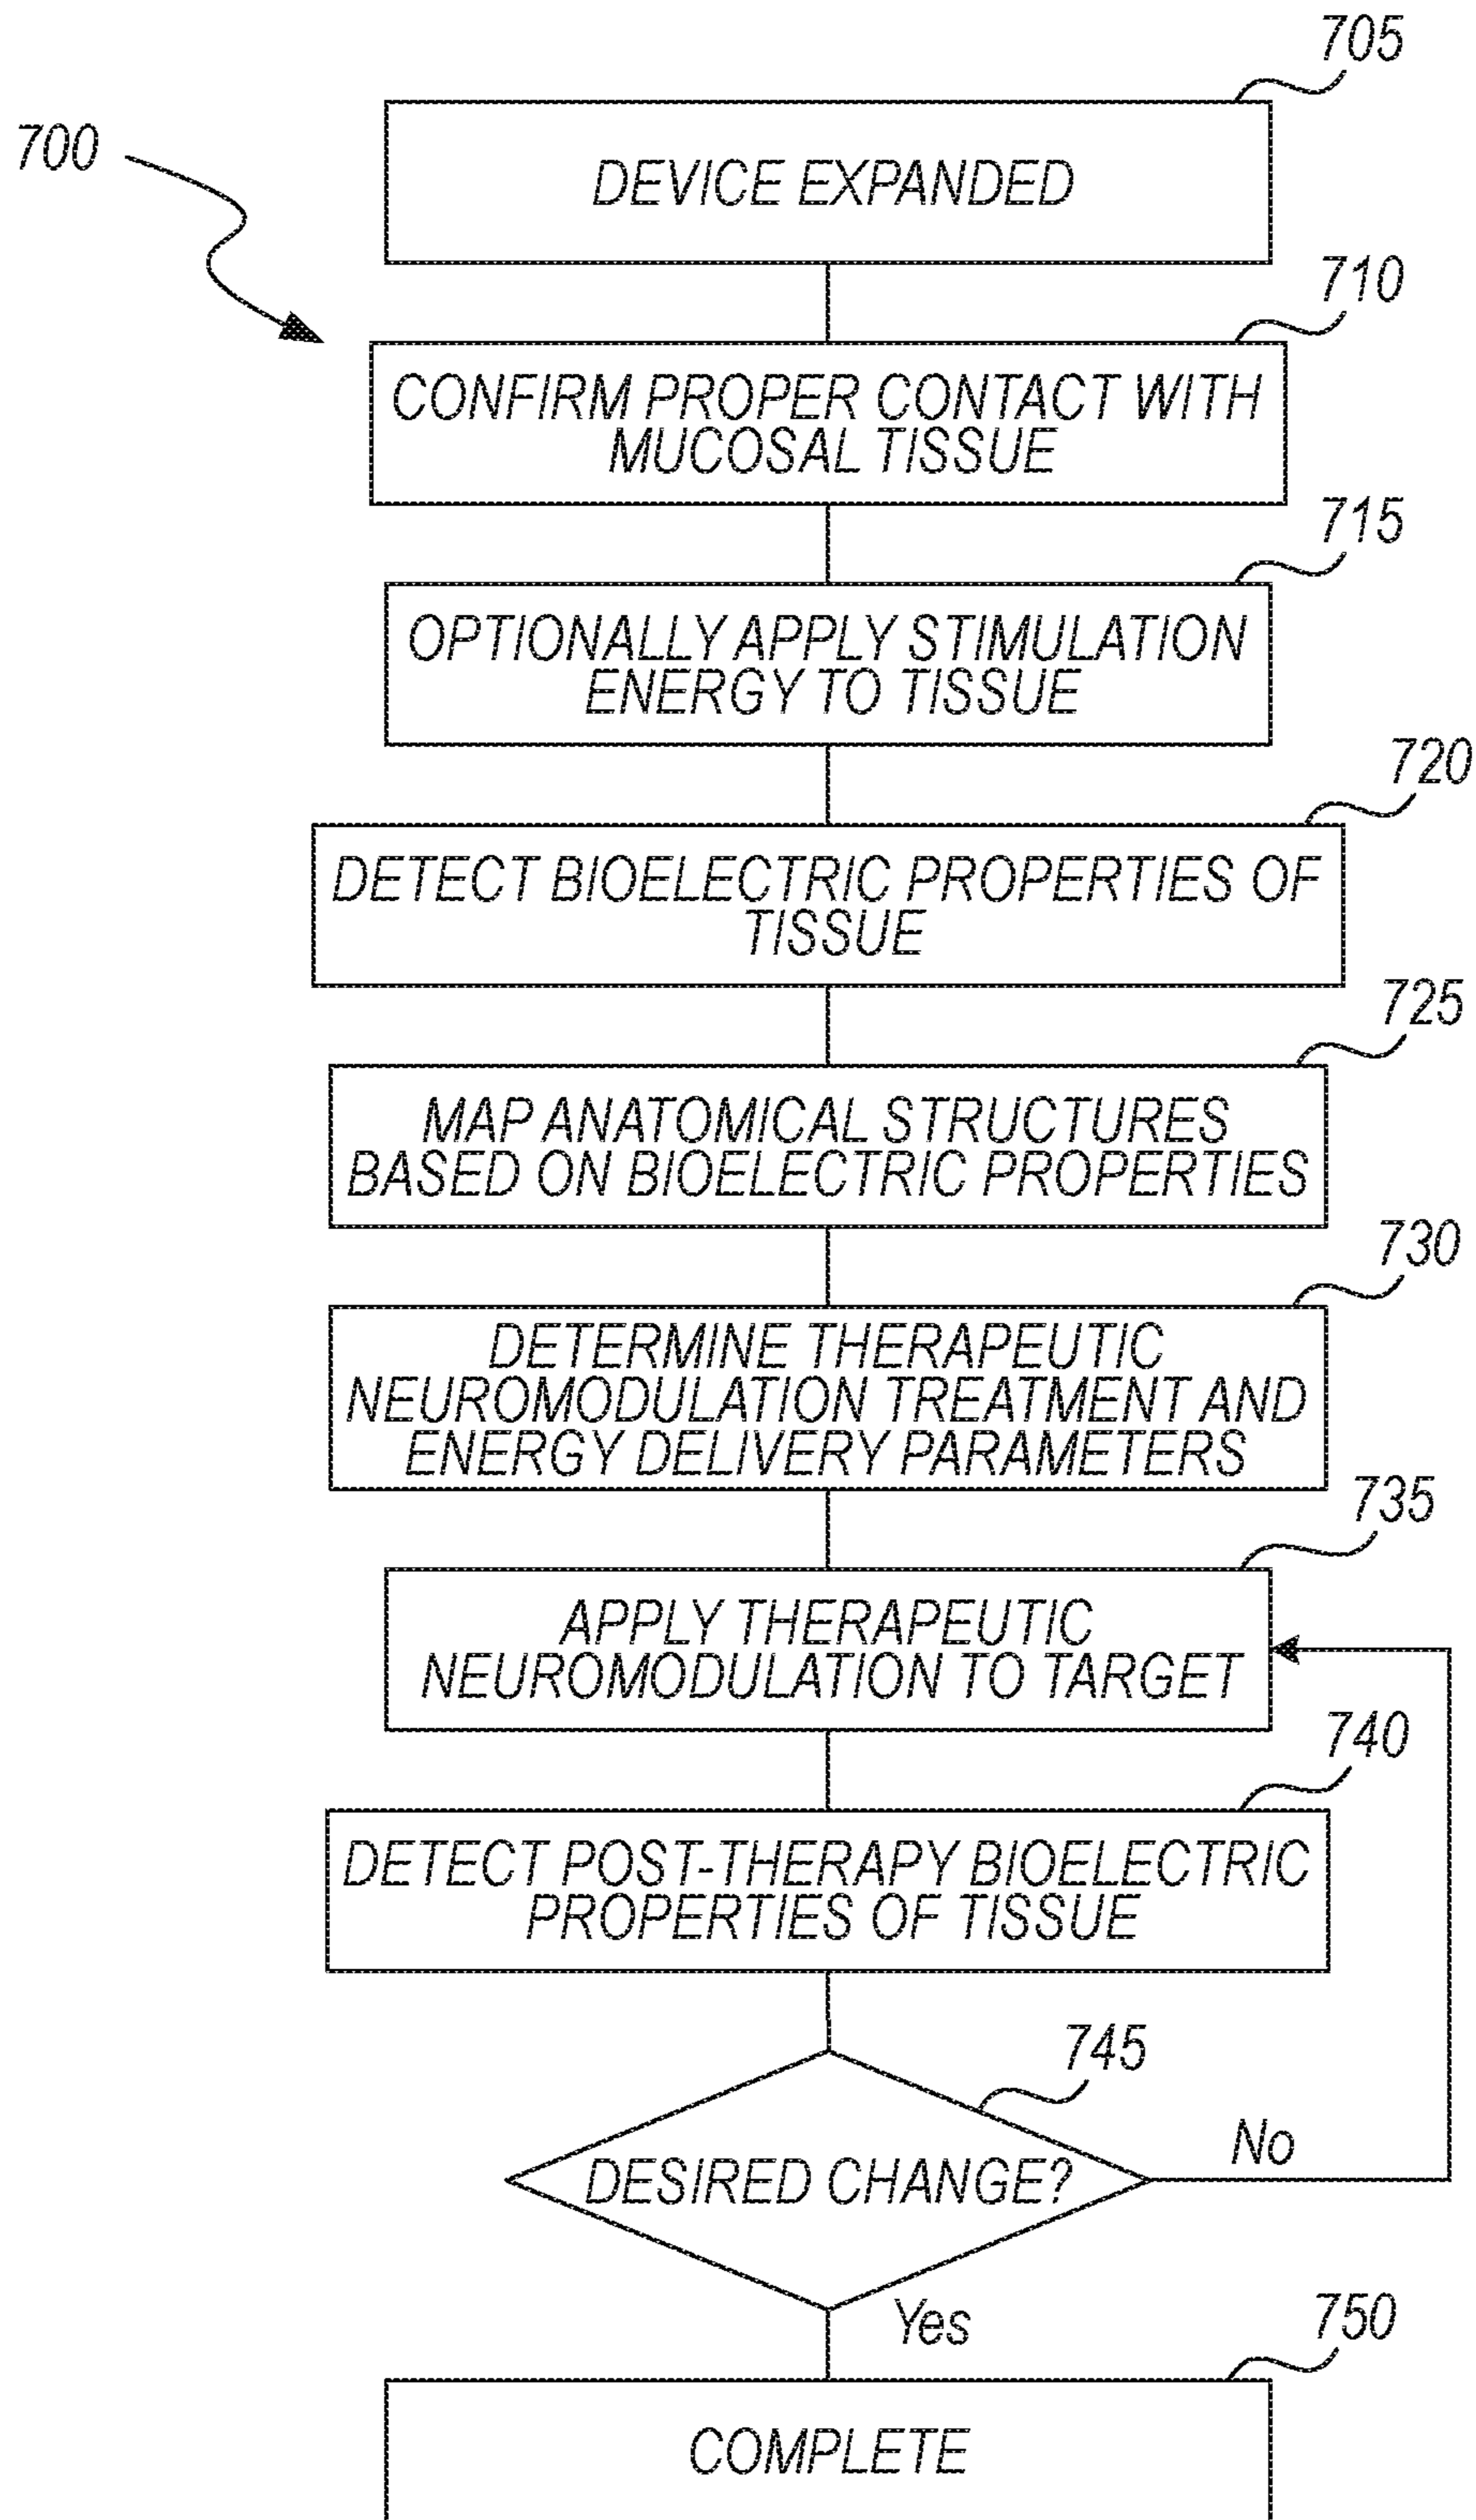 705
700
DEVICE EXPANDED
710
CONFIRM PROPER CONTACT WITH
MUCOSAL TISSUE
715
OPTIONALLY APPLY STIMULATION
ENERGY TO TISSUE
720
DETECT BIOELECTRIC PROPERTIES OF
TISSUE
725
MAP ANATOMICAL STRUCTURES
BASED ON BIOELECTRIC PROPERTIES
730
DETERMINE THERAPEUTIC
NEUROMODULATION TREATMENT AND
ENERGY DELIVERY PARAMETERS
735
APPLY THERAPEUTIC
NEUROMODULATION TO TARGET
740
DETECT POST-THERAPY BIOELECTRIC
PROPERTIES OF TISSUE
745
DESIRED CHANGE?
No
Yes
750
COMPLETE